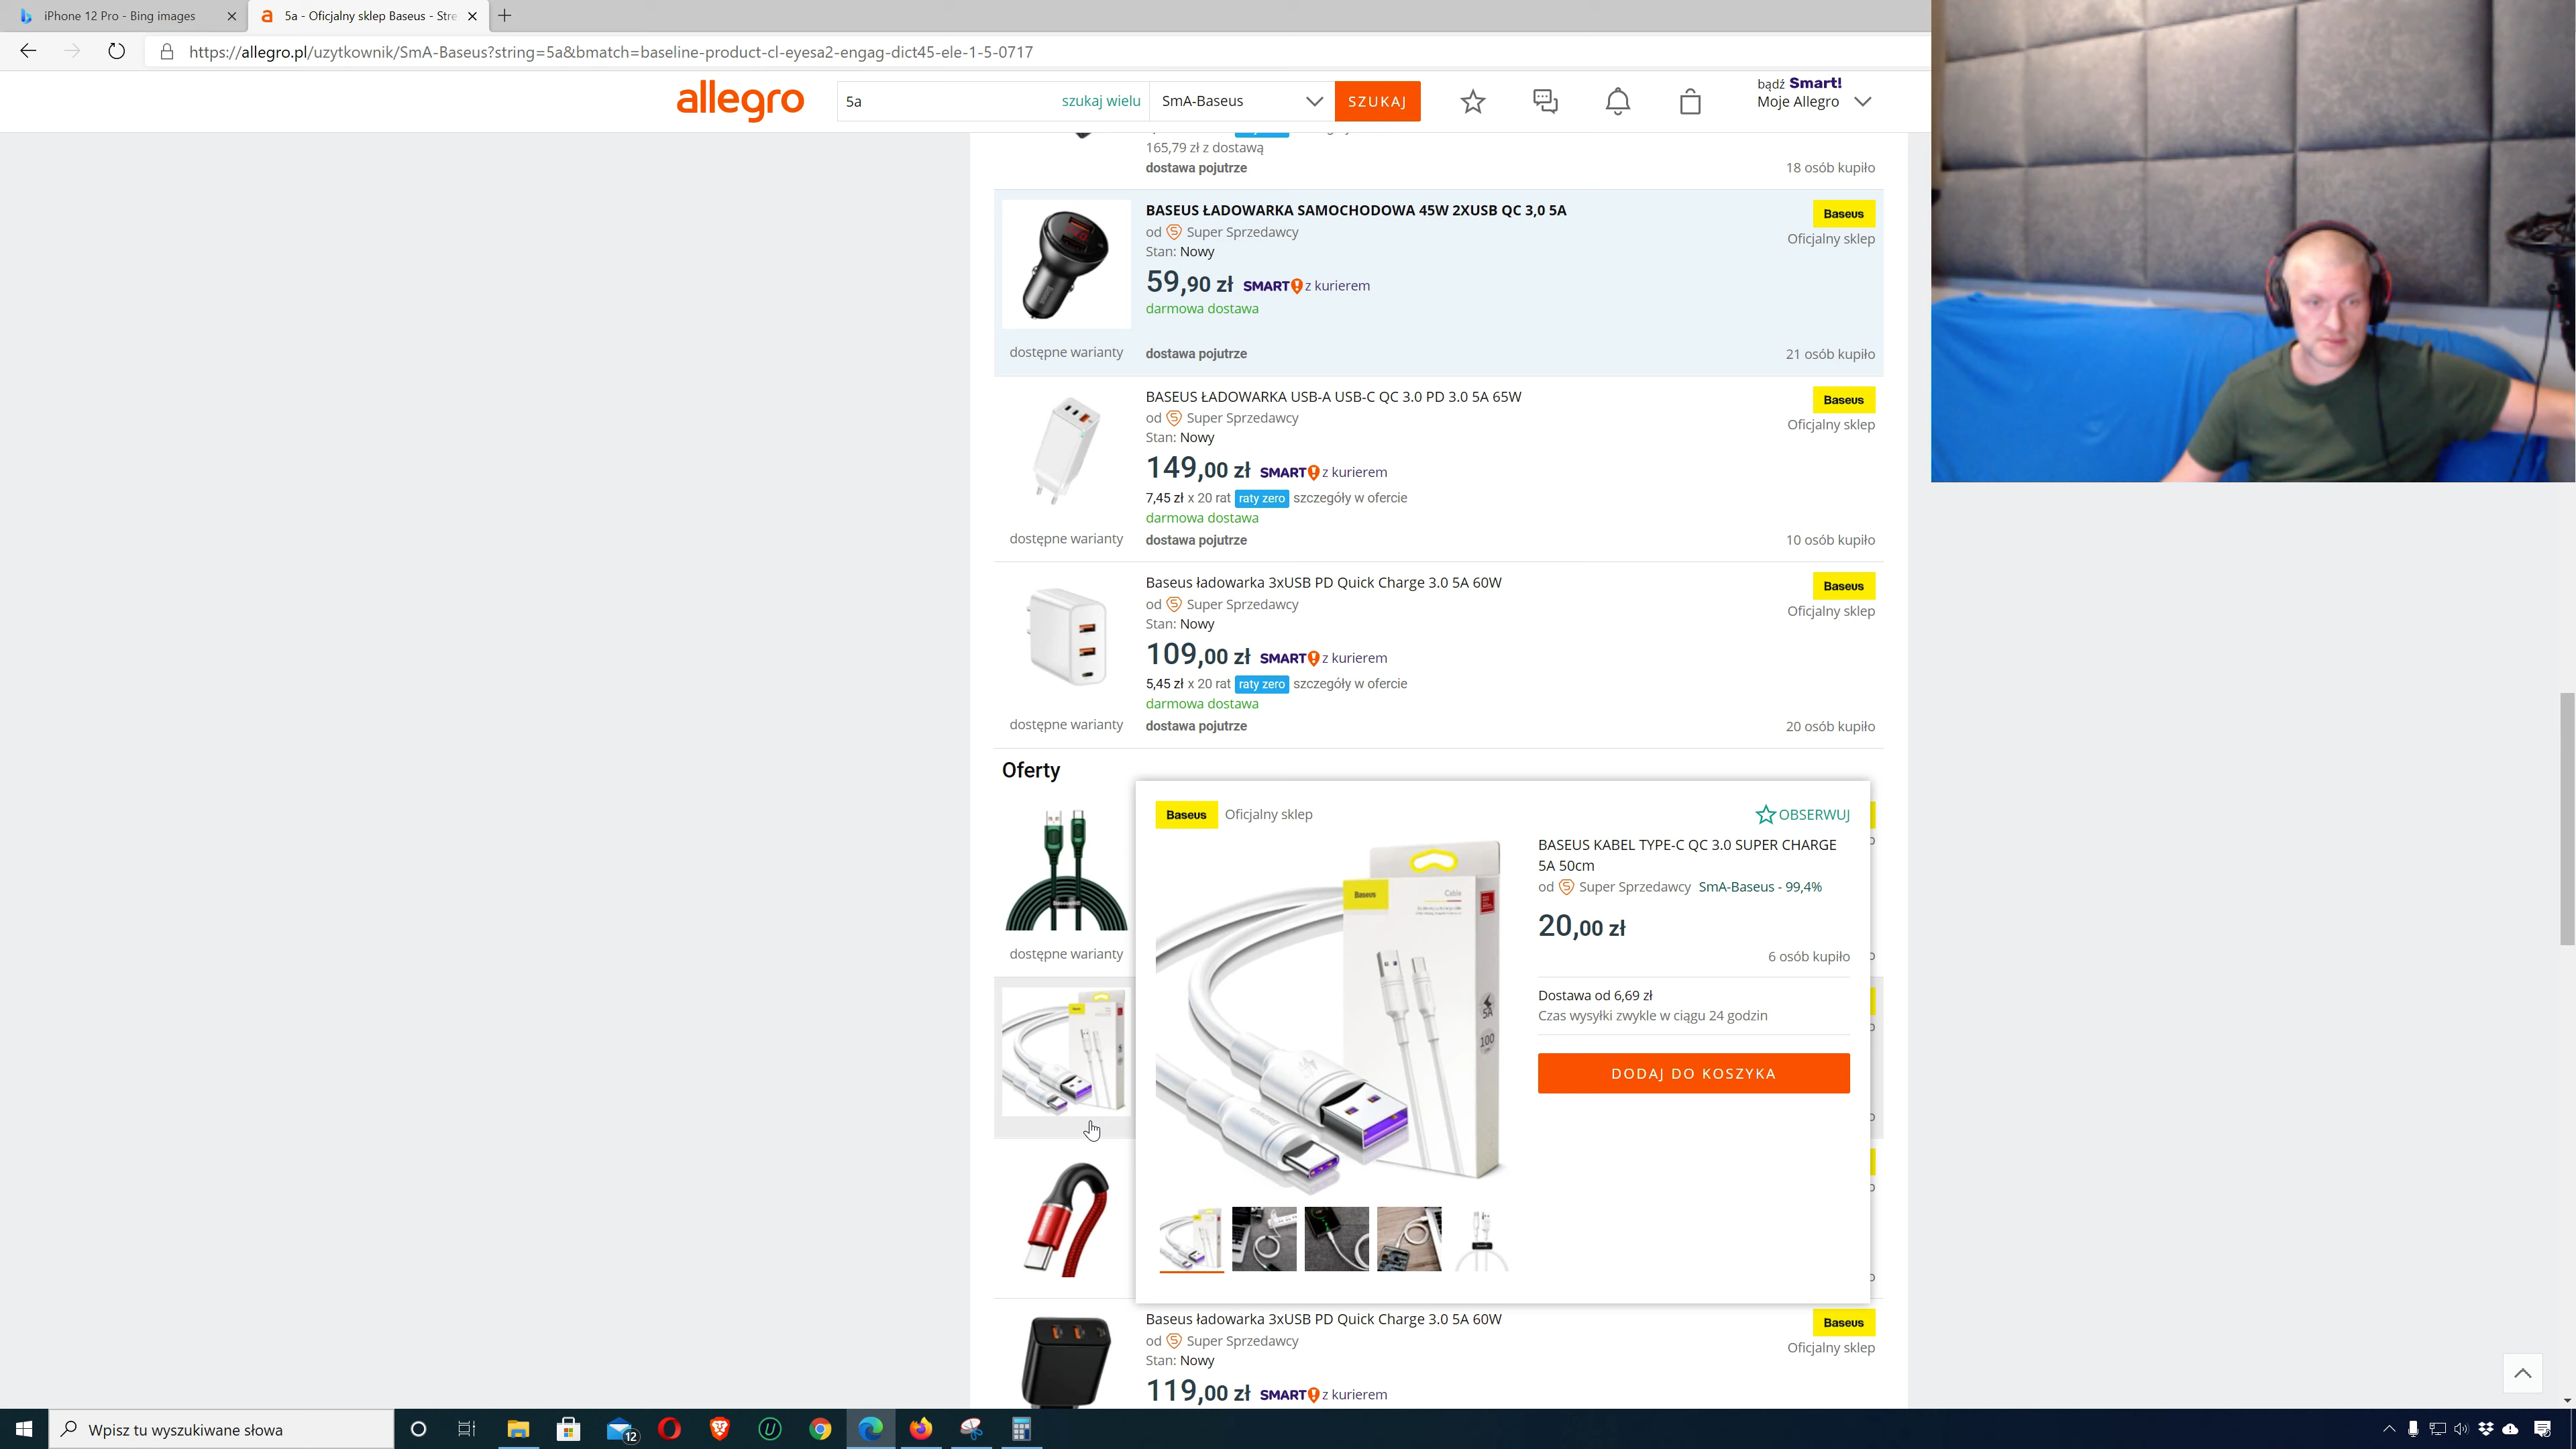 iPhone 12 Pro - Bing images
5a - Oficjalny sklep Baseus - Stre
https://allegro.pl/uzytkownik/SmA-Baseus?string=5a&bmatch=baseline-product-cl-eyesa2-engag-dict45-ele-1-5-0717
allegro
5a
szukaj wielu
SmA-Baseus
SZUKAJ
bądź Smart!
Moje Allegro
165,79 zł z dostawą
dostawa pojutrze
18 osób kupiło
BASEUS ŁADOWARKA SAMOCHODOWA 45W 2XUSB QC 3,0 5A
Baseus
od Super Sprzedawcy
Oficjalny sklep
Stan: Nowy
59,90 zł SMART! z kurierem
darmowa dostawa
dostępne warianty
dostawa pojutrze
21 osób kupiło
BASEUS ŁADOWARKA USB-A USB-C QC 3.0 PD 3.0 5A 65W
Baseus
od Super Sprzedawcy
Oficjalny sklep
Stan: Nowy
149,00 zł SMART! z kurierem
7,45 zł x 20 rat raty zero szczegóły w ofercie
darmowa dostawa
dostępne warianty
dostawa pojutrze
10 osób kupiło
Baseus ładowarka 3xUSB PD Quick Charge 3.0 5A 60W
Baseus
od Super Sprzedawcy
Oficjalny sklep
Stan: Nowy
109,00 zł SMART! z kurierem
5,45 zł x 20 rat raty zero szczegóły w ofercie
darmowa dostawa
dostępne warianty
dostawa pojutrze
20 osób kupiło
Oferty
Baseus Oficjalny sklep
OBSERWUJ
BASEUS KABEL TYPE-C QC 3.0 SUPER CHARGE
5A 50cm
od Super Sprzedawcy SmA-Baseus - 99,4%
20,00 zł
6 osób kupiło
Dostawa od 6,69 zł
Czas wysyłki zwykle w ciągu 24 godzin
DODAJ DO KOSZYKA
Baseus
Cable
5A
100
dostępne warianty
Baseus ładowarka 3xUSB PD Quick Charge 3.0 5A 60W
Baseus
od Super Sprzedawcy
Oficjalny sklep
Stan: Nowy
119,00 zł SMART! z kurierem
Wpisz tu wyszukiwane słowa
12